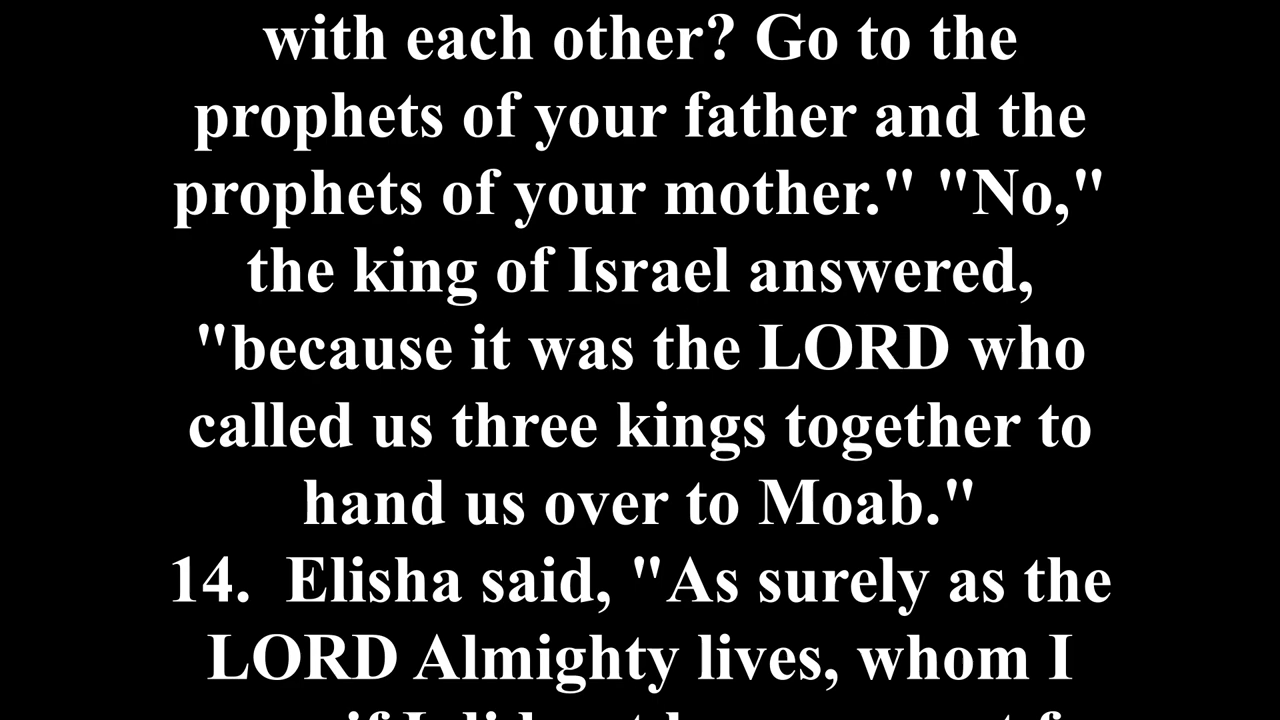 with each other? Go to the
prophets of your father and the
prophets of your mother." "No,"
the king of Israel answered,
"because it was the LORD who
called us three kings together to
hand us over to Moab."
14.  Elisha said, "As surely as the
LORD Almighty lives, whom I